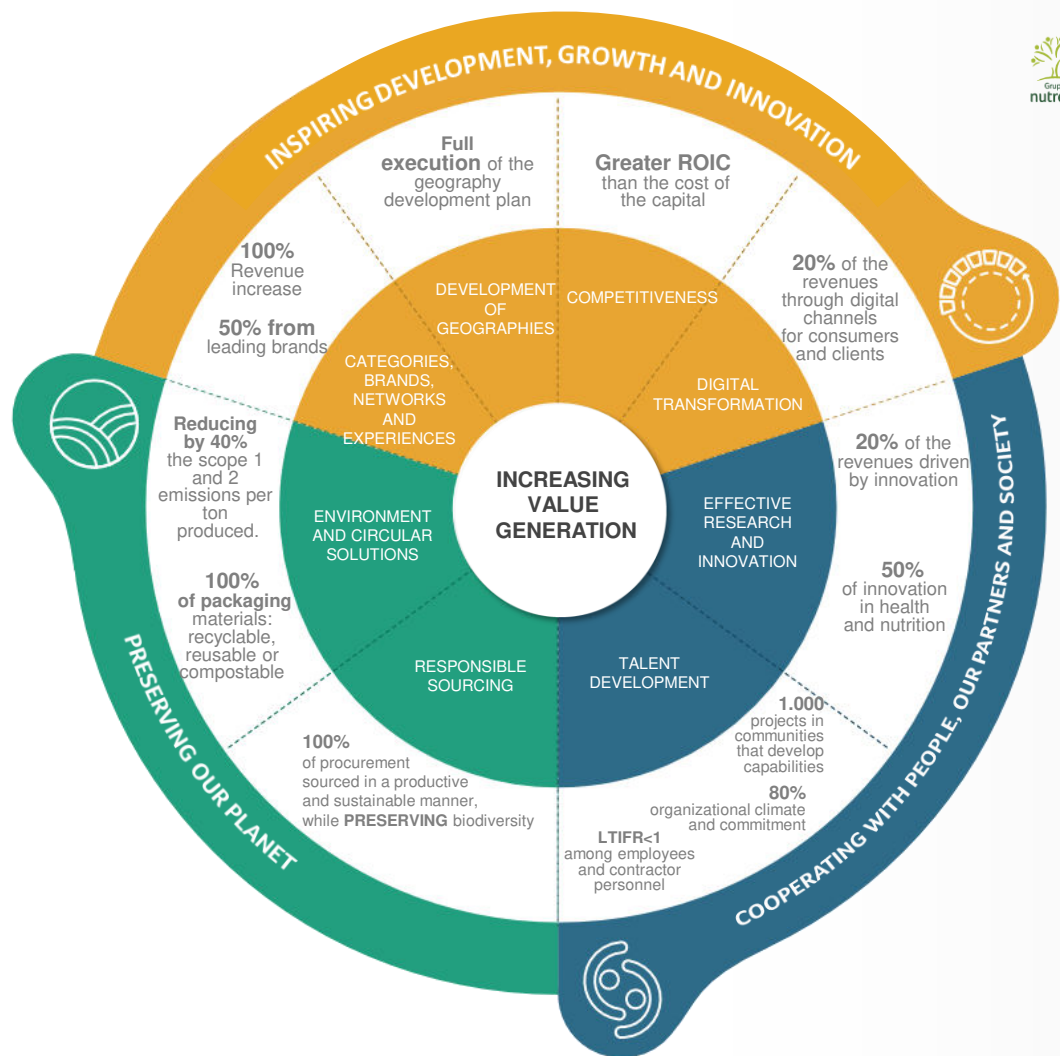 INSPIRING DEVELOPMENT, GROWTH AND INNOVATION
Full
execution of the
geography
development plan
Greater ROIC
than the cost of
the capital
100%
Revenue
increase
50% from
leading brands
20% of the
revenues
through digital
channels
for consumers
and clients
DEVELOPMENT
OF
GEOGRAPHIES
COMPETITIVENESS
CATEGORIES,
BRANDS,
NETWORKS
AND
EXPERIENCES
DIGITAL
TRANSFORMATION
INCREASING
VALUE
GENERATION
COOPERATING WITH PEOPLE, OUR PARTNERS AND SOCIETY
20% of the
revenues driven
by innovation
50%
of innovation
in health
and nutrition
EFFECTIVE
RESEARCH
AND
INNOVATION
TALENT
DEVELOPMENT
1.000
projects in
communities
that develop
capabilities
80%
organizational climate
and commitment
LTIFR<1
among employees
and contractor
personnel
PRESERVING OUR PLANET
Reducing
by 40%
the scope 1
and 2
emissions per
ton
produced.
100%
of packaging
materials:
recyclable,
reusable or
compostable
ENVIRONMENT
AND CIRCULAR
SOLUTIONS
RESPONSIBLE
SOURCING
100%
of procurement
sourced in a productive
and sustainable manner,
while PRESERVING biodiversity